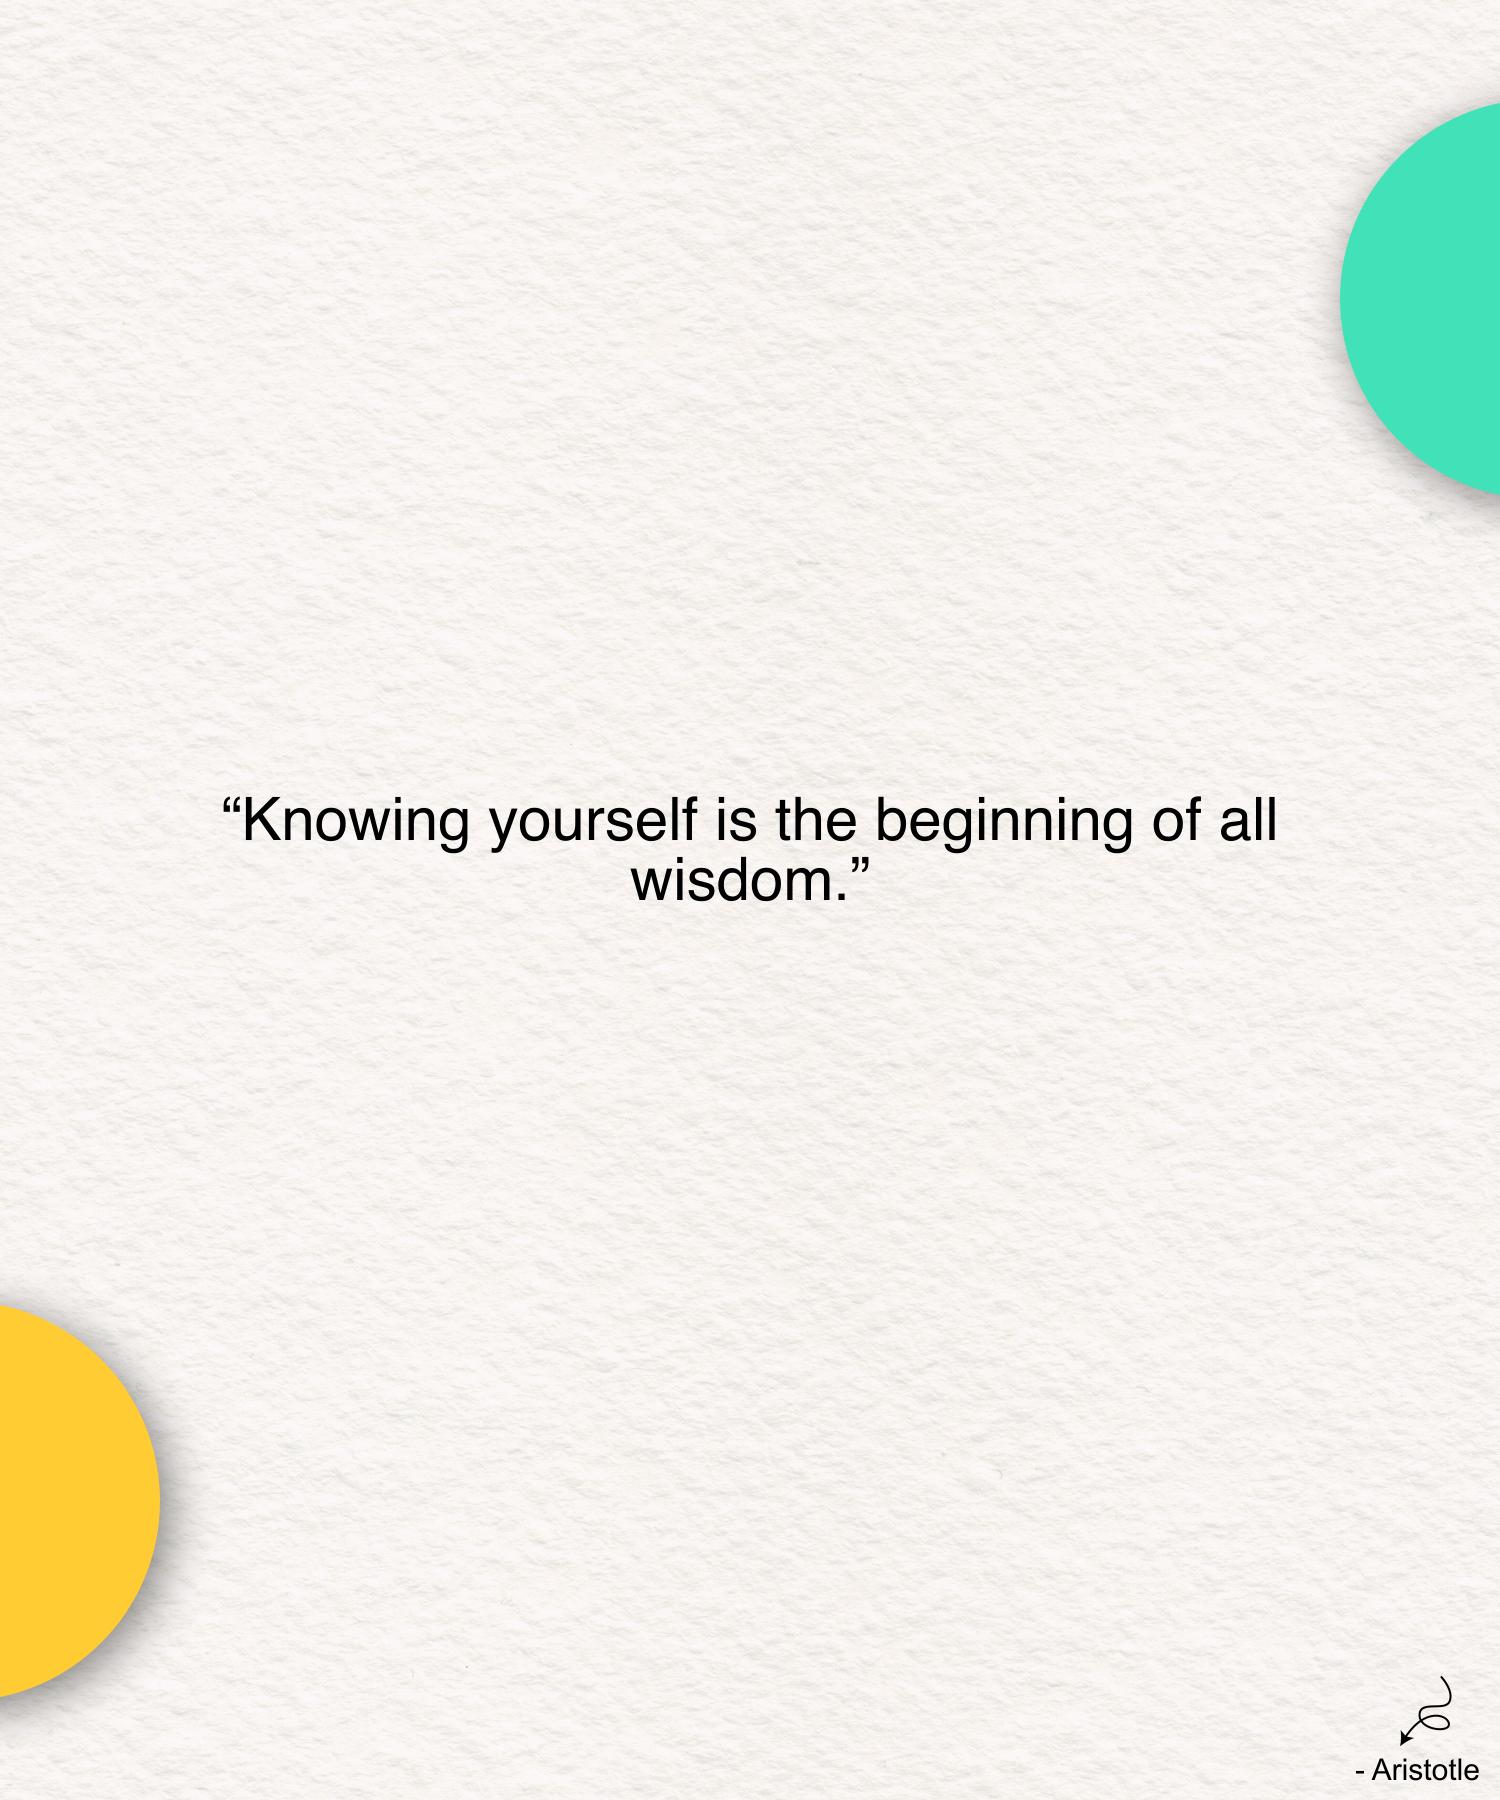 “Knowing yourself is the beginning of all
wisdom.”
- Aristotle